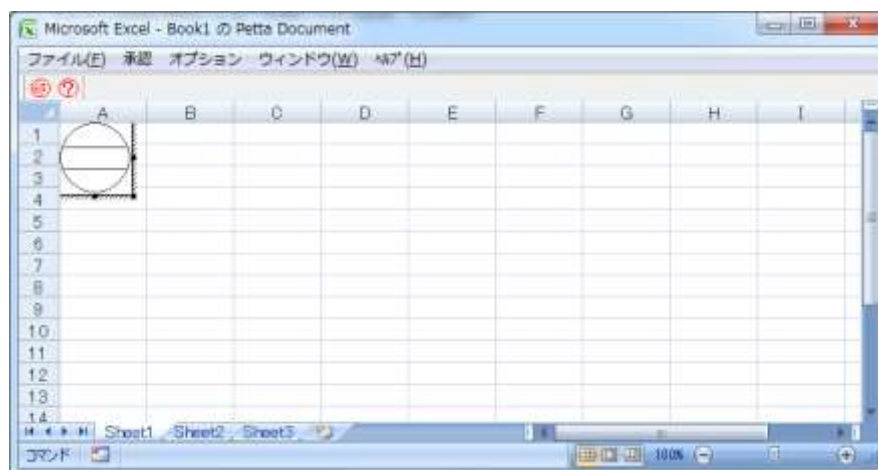 Microsoft Excel - Book1 の Petta Document
ファイル(F) 承認 オプション ウィンドウ(W) ﾍﾙﾌﾟ(H)
A B C D E F G H I
1
2
3
4
5
6
7
8
9
10
11
12
13
14
Sheet1 Sheet2 Sheet3
コマンド 100%